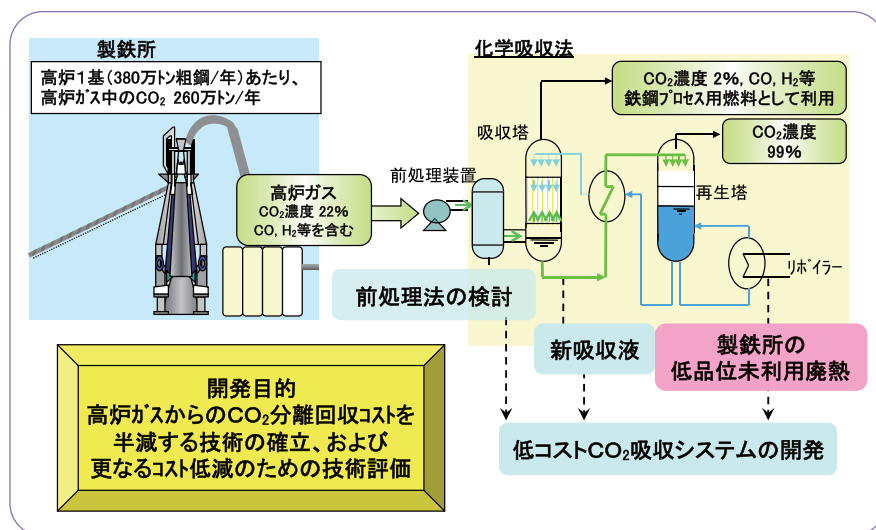 製鉄所
高炉1基(380万トン粗鋼/年)あたり、
高炉ガス中のCO₂ 260万トン/年
高炉ガス
CO₂濃度 22%
CO, H₂等を含む
化学吸収法
CO₂濃度 2%, CO, H₂等
鉄鋼プロセス用燃料として利用
吸収塔
CO₂濃度
99%
前処理装置
再生塔
リボイラー
前処理法の検討
新吸収液
製鉄所の
低品位未利用廃熱
開発目的
高炉ガスからのCO₂分離回収コストを
半減する技術の確立、および
更なるコスト低減のための技術評価
低コストCO₂吸収システムの開発